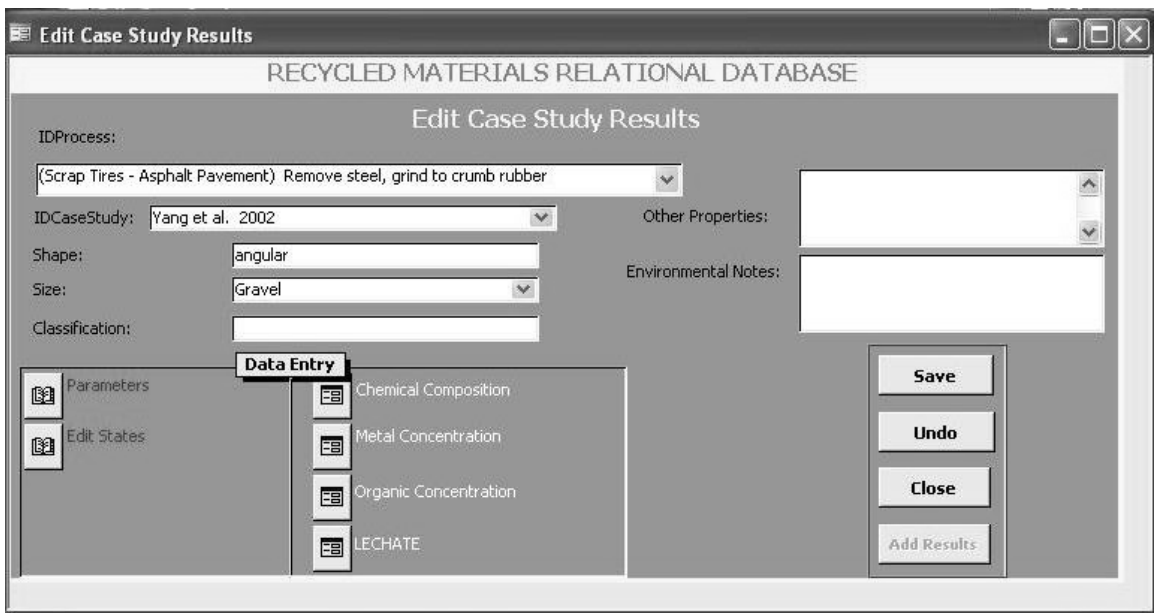 Edit Case Study Results
RECYCLED MATERIALS RELATIONAL DATABASE
Edit Case Study Results
IDProcess:
(Scrap Tires - Asphalt Pavement) Remove steel, grind to crumb rubber
IDCaseStudy: Yang et al. 2002
Shape: angular
Size: Gravel
Classification:
Other Properties:
Environmental Notes:
Data Entry
Parameters
Edit States
Chemical Composition
Metal Concentration
Organic Concentration
LECHATE
Save
Undo
Close
Add Results